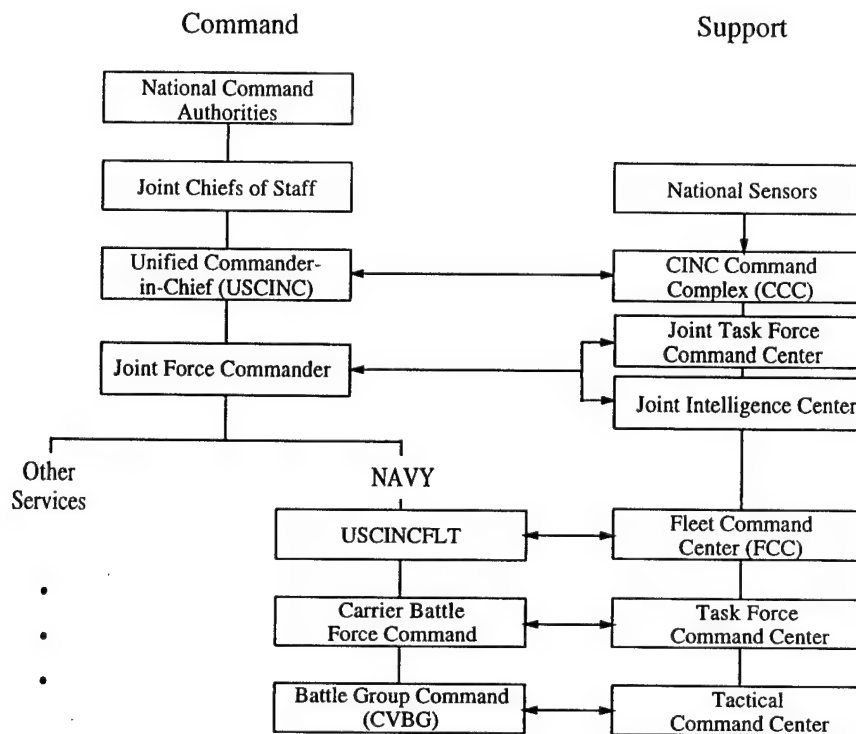 Command
Support
National Command
Authorities
Joint Chiefs of Staff
National Sensors
Unified Commander-
in-Chief (USCINC)
CINC Command
Complex (CCC)
Joint Task Force
Command Center
Joint Force Commander
Joint Intelligence Center
Other
Services
NAVY
USCINCFLT
Fleet Command
Center (FCC)
Carrier Battle
Force Command
Task Force
Command Center
Battle Group Command
(CVBG)
Tactical
Command Center